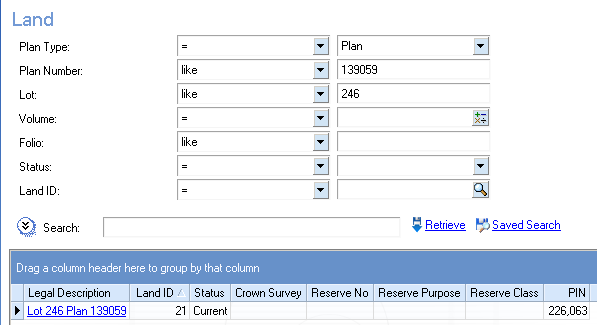 Land
Plan Type: = Plan
Plan Number: like 139059
Lot: like 246
Volume: =
Folio: like
Status: =
Land ID: =
Search: Retrieve Saved Search
Drag a column header here to group by that column
Legal Description Land ID Status Crown Survey Reserve No Reserve Purpose Reserve Class PIN
Lot 246 Plan 139059 21 Current 226,063